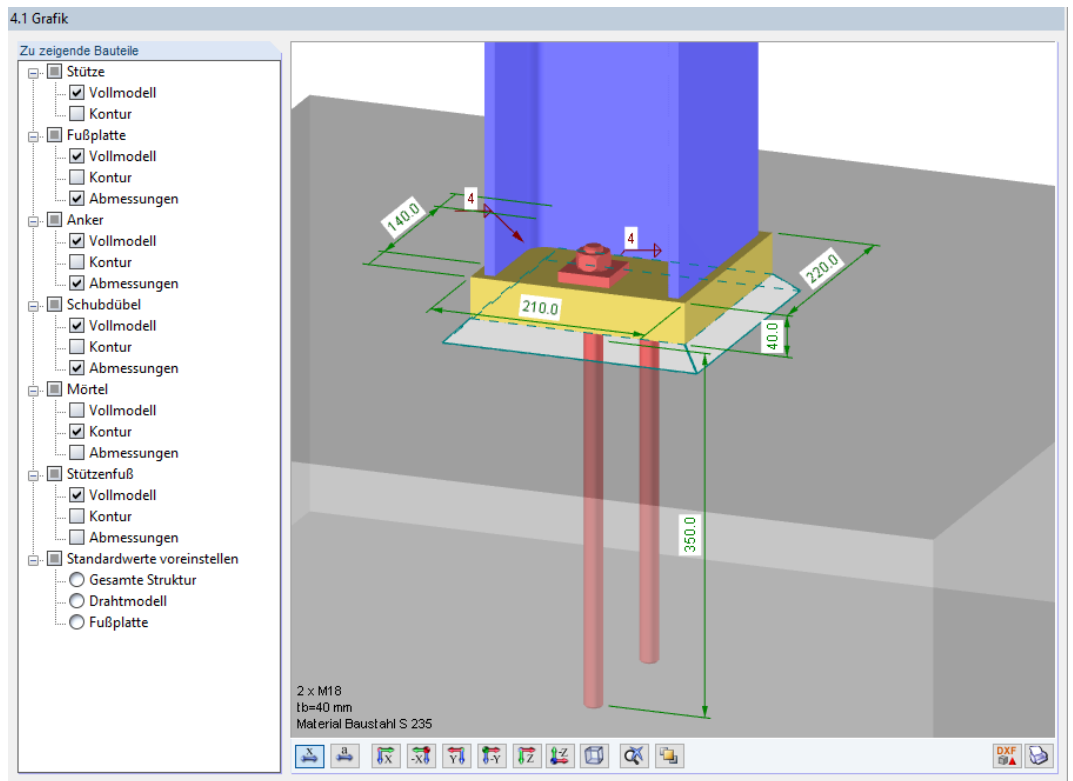 4.1 Grafik
Zu zeigende Bauteile
Stütze
Vollmodell
Kontur
Fußplatte
Vollmodell
Kontur
Abmessungen
Anker
Vollmodell
Kontur
Abmessungen
Schubdübel
Vollmodell
Kontur
Abmessungen
Mörtel
Vollmodell
Kontur
Abmessungen
Stützenfuß
Vollmodell
Kontur
Abmessungen
Standardwerte voreinstellen
Gesamte Struktur
Drahtmodell
Fußplatte
4
140.0
4
220.0
210.0
40.0
350.0
2 x M18
tb=40 mm
Material Baustahl S 235
x
a
X
-X
Y
-Y
Z
-Z
DXF